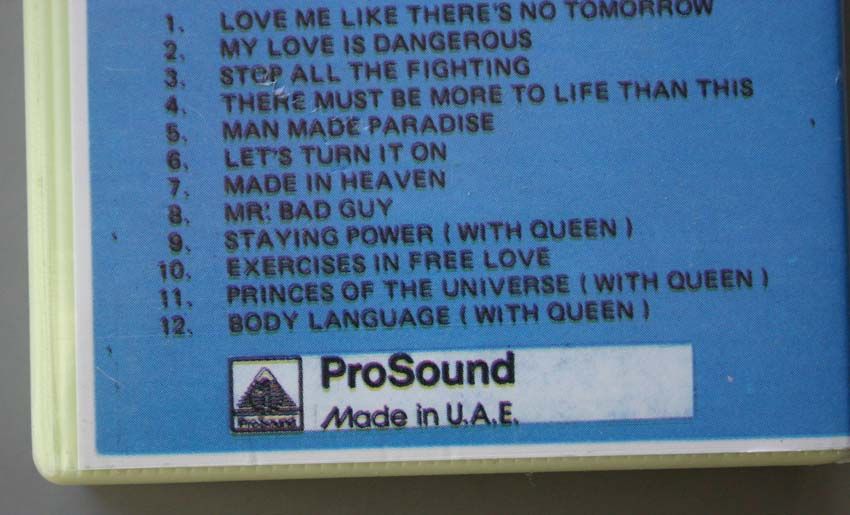 1. LOVE ME LIKE THERE'S NO TOMORROW
2. MY LOVE IS DANGEROUS
3. STOP ALL THE FIGHTING
4. THERE MUST BE MORE TO LIFE THAN THIS
5. MAN MADE PARADISE
6. LET'S TURN IT ON
7. MADE IN HEAVEN
8. MR. BAD GUY
9. STAYING POWER ( WITH QUEEN )
10. EXERCISES IN FREE LOVE
11. PRINCES OF THE UNIVERSE ( WITH QUEEN )
12. BODY LANGUAGE ( WITH QUEEN )
ProSound
ProSound
Made in U.A.E.